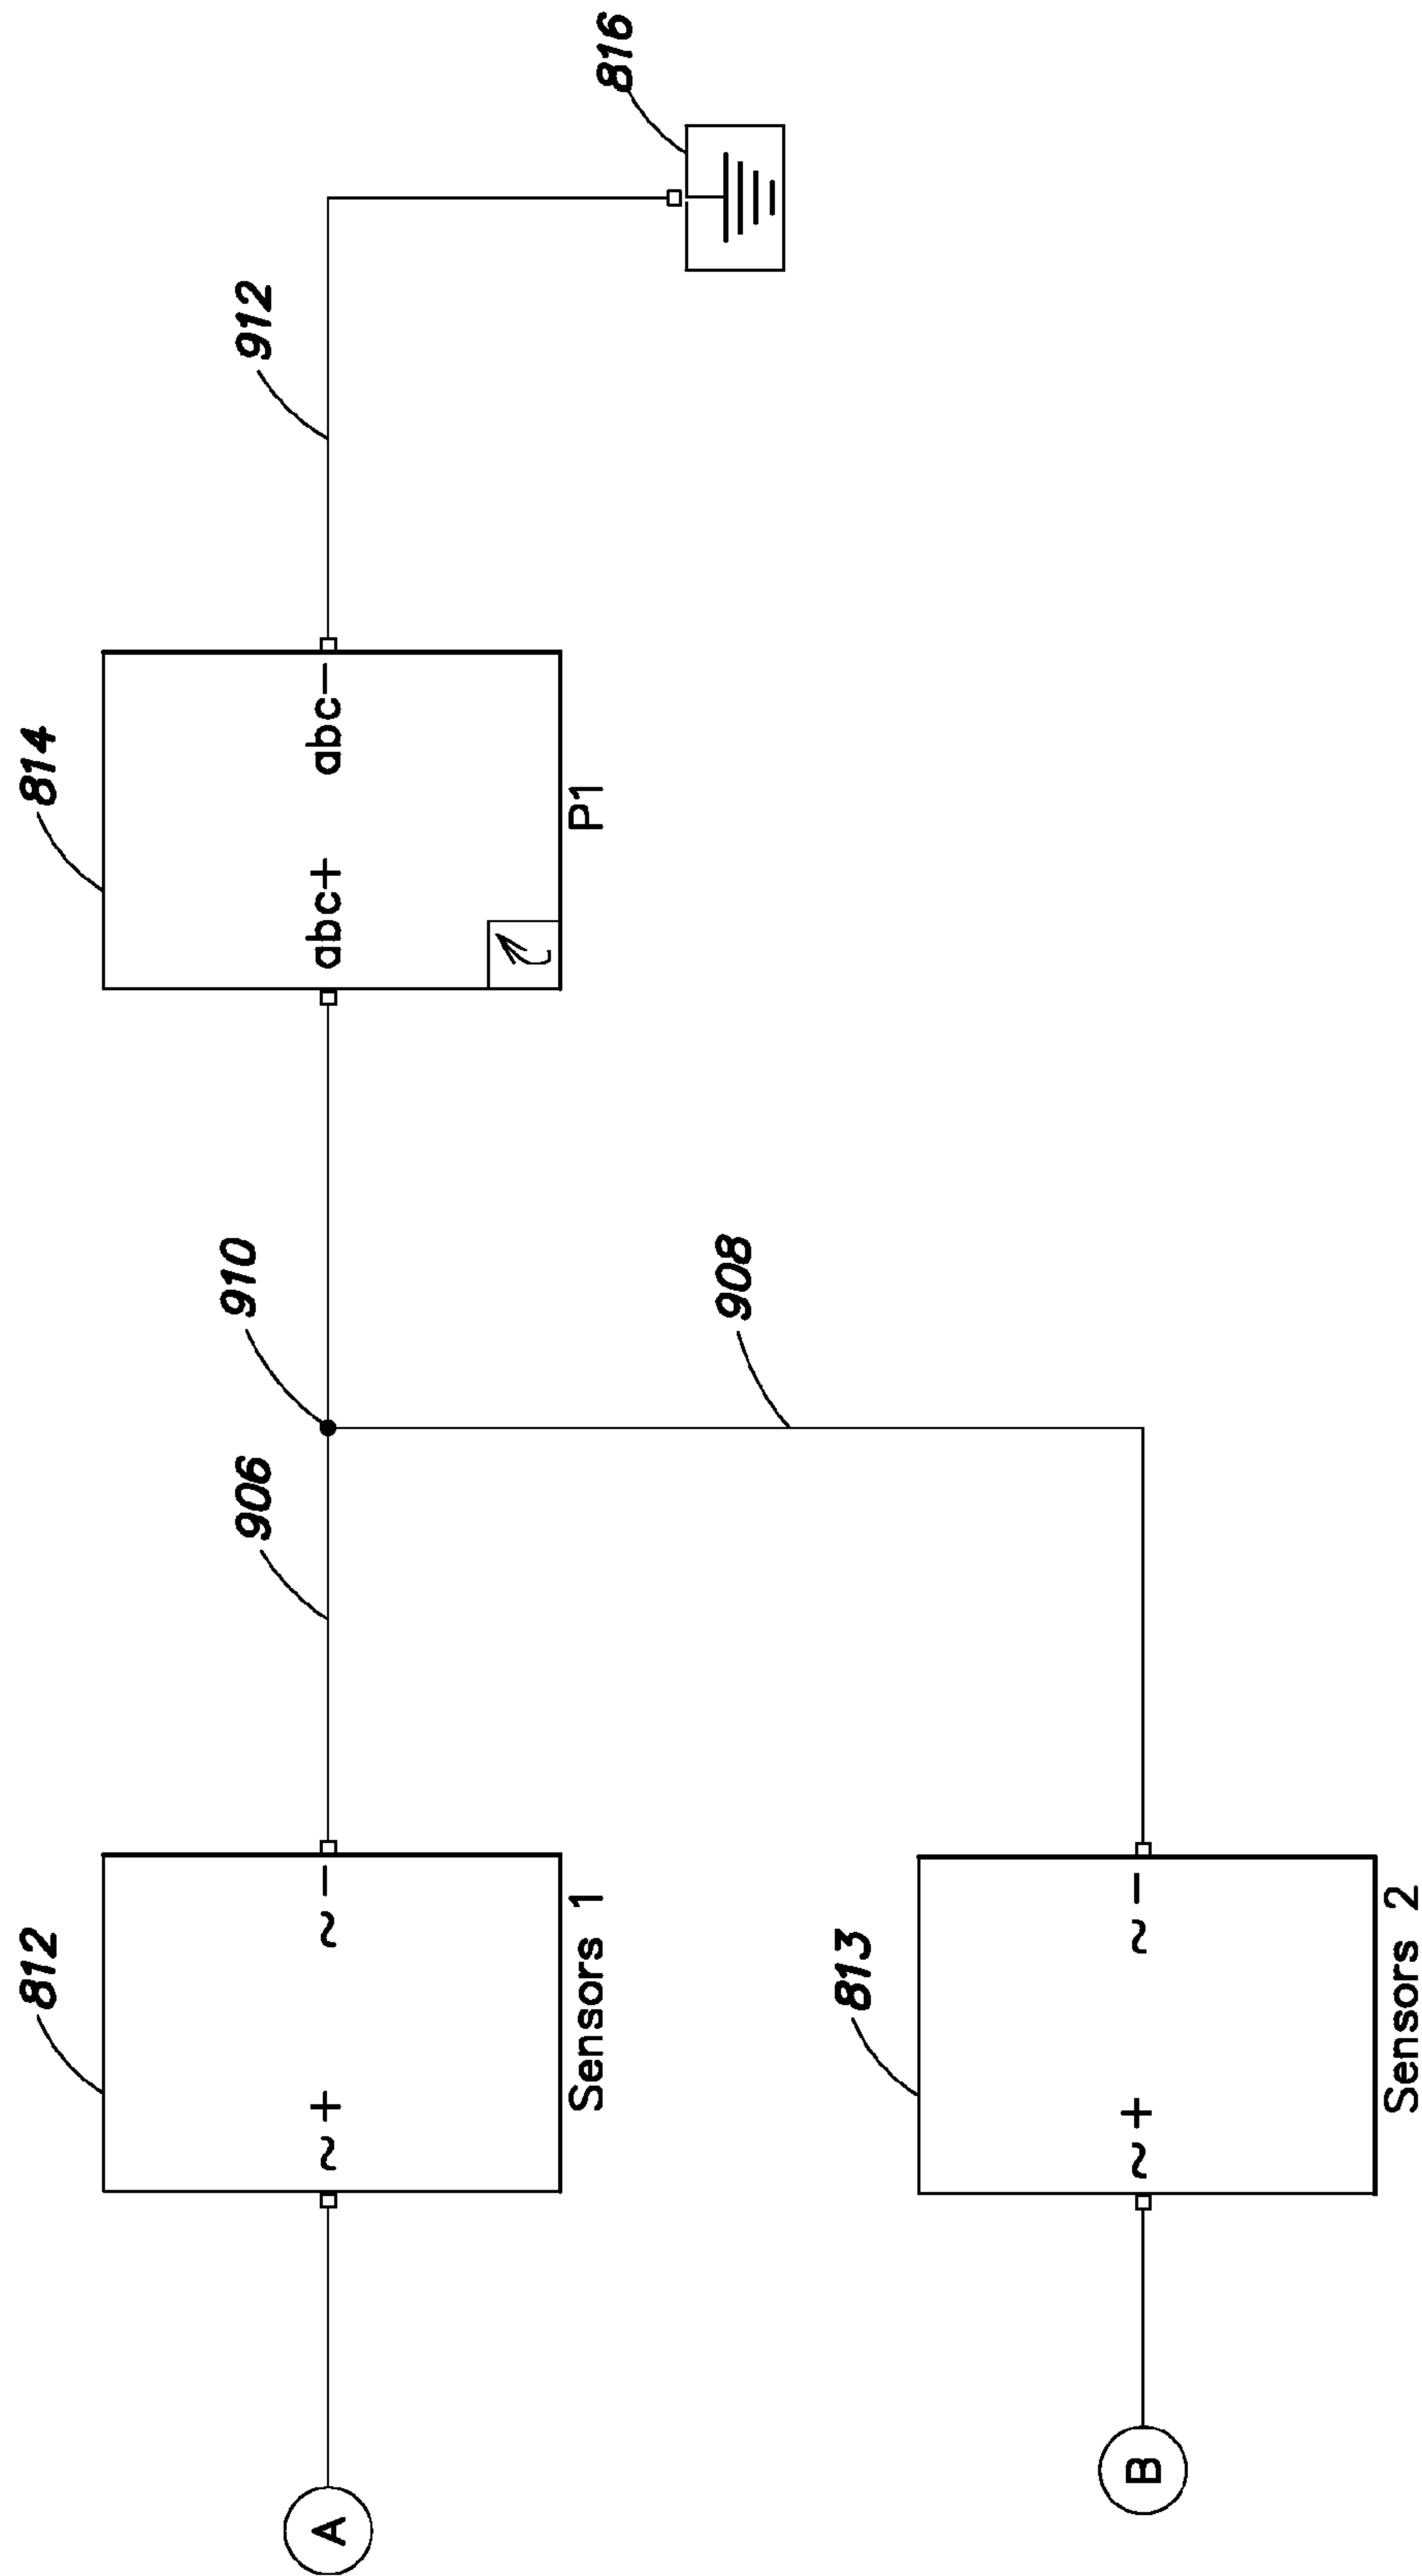 812
814
906
910
912
A
~+
~−
abc+
abc−
Sensors 1
P1
816
908
813
B
~+
~−
Sensors 2